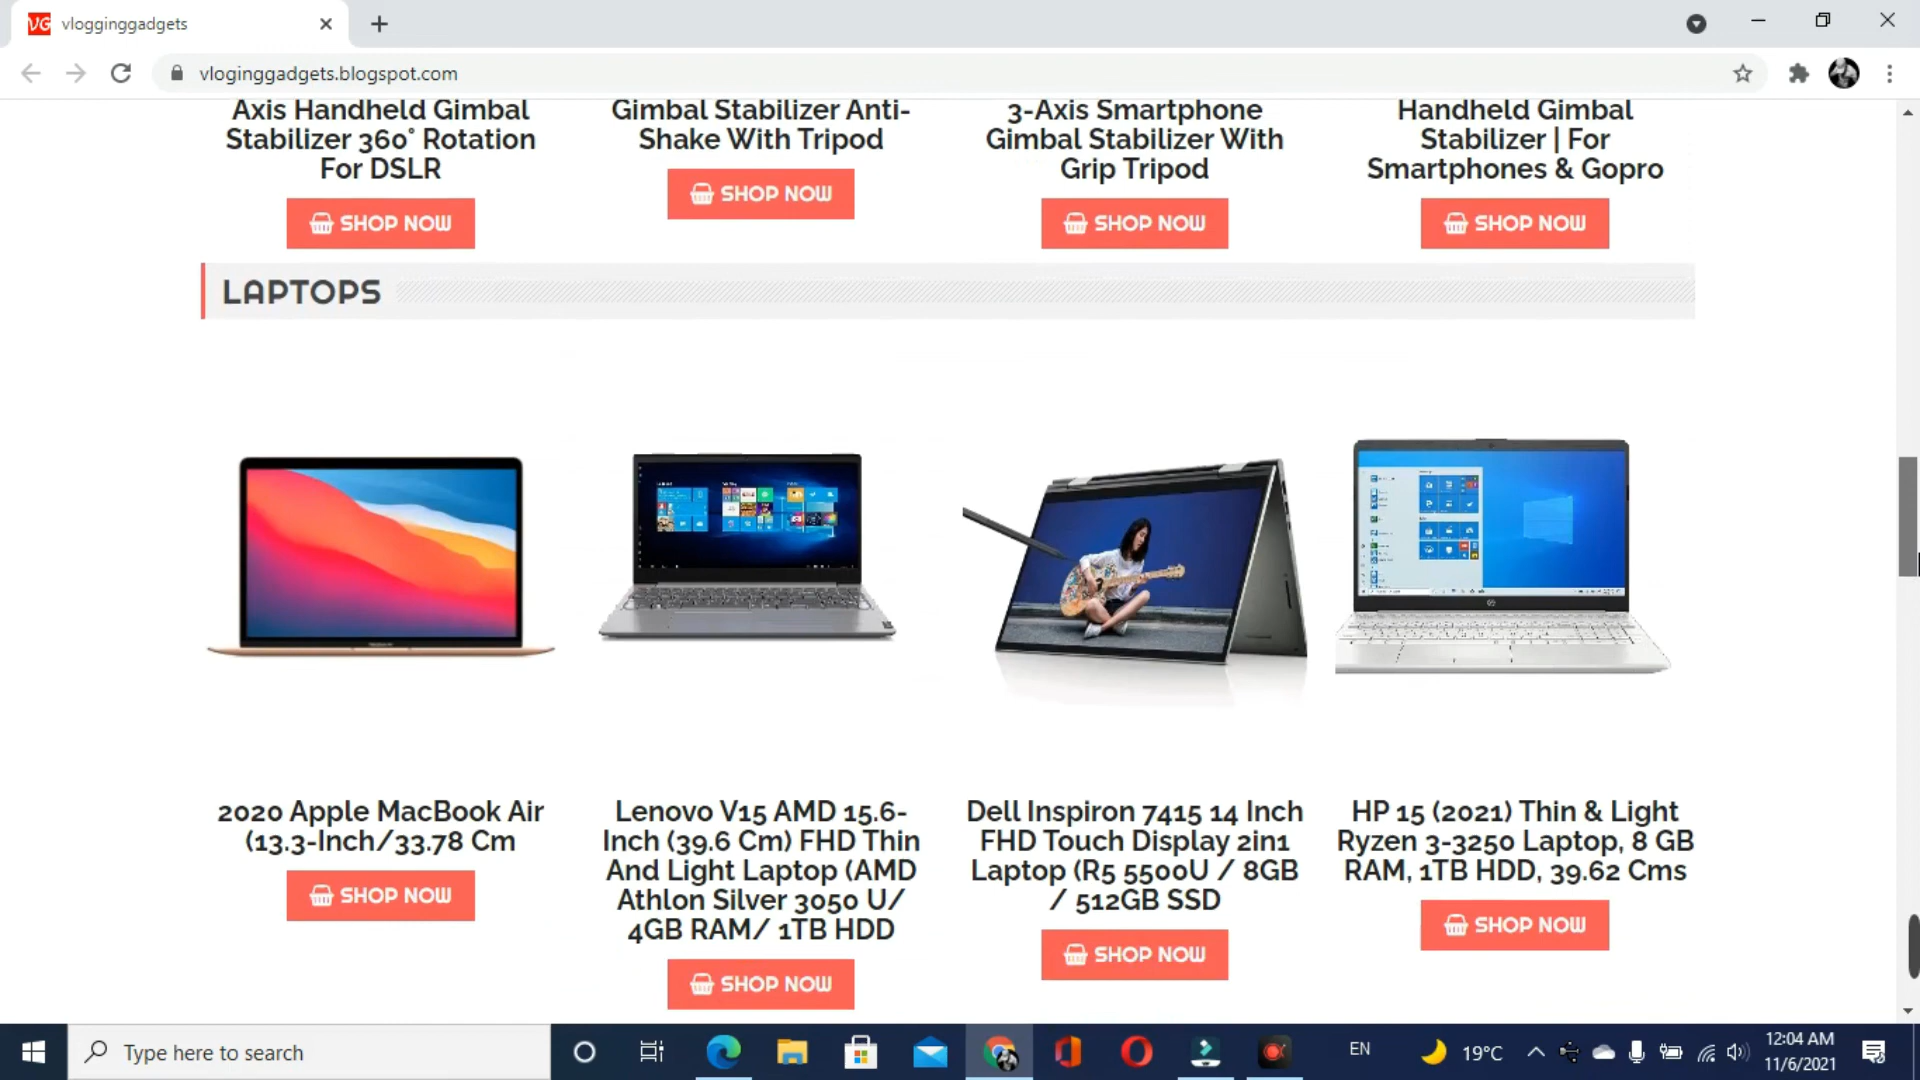 VG vlogginggadgets
vloginggadgets.blogspot.com
Axis Handheld Gimbal
Stabilizer 360° Rotation
For DSLR
SHOP NOW
Gimbal Stabilizer Anti-
Shake With Tripod
SHOP NOW
3-Axis Smartphone
Gimbal Stabilizer With
Grip Tripod
SHOP NOW
Handheld Gimbal
Stabilizer | For
Smartphones & Gopro
SHOP NOW
LAPTOPS
2020 Apple MacBook Air
(13.3-Inch/33.78 Cm
SHOP NOW
Lenovo V15 AMD 15.6-
Inch (39.6 Cm) FHD Thin
And Light Laptop (AMD
Athlon Silver 3050 U/
4GB RAM/ 1TB HDD
SHOP NOW
Dell Inspiron 7415 14 Inch
FHD Touch Display 2in1
Laptop (R5 5500U / 8GB
/ 512GB SSD
SHOP NOW
HP 15 (2021) Thin & Light
Ryzen 3-3250 Laptop, 8 GB
RAM, 1TB HDD, 39.62 Cms
SHOP NOW
Type here to search
EN
19°C
12:04 AM
11/6/2021